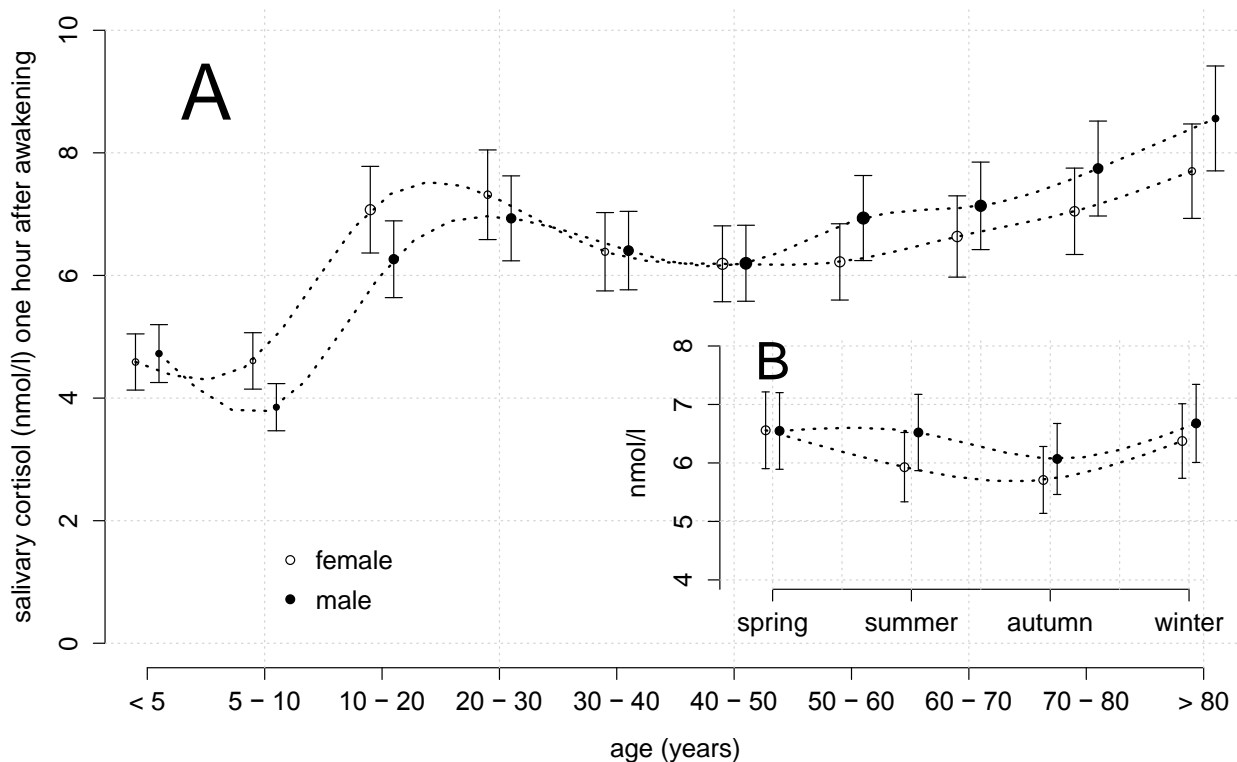 A
salivary cortisol (nmol/l) one hour after awakening
10
8
6
4
2
0
female
male
< 5
5 − 10
10 − 20
20 − 30
30 − 40
40 − 50
50 − 60
60 − 70
70 − 80
> 80
age (years)
B
nmol/l
8
7
6
5
4
spring
summer
autumn
winter